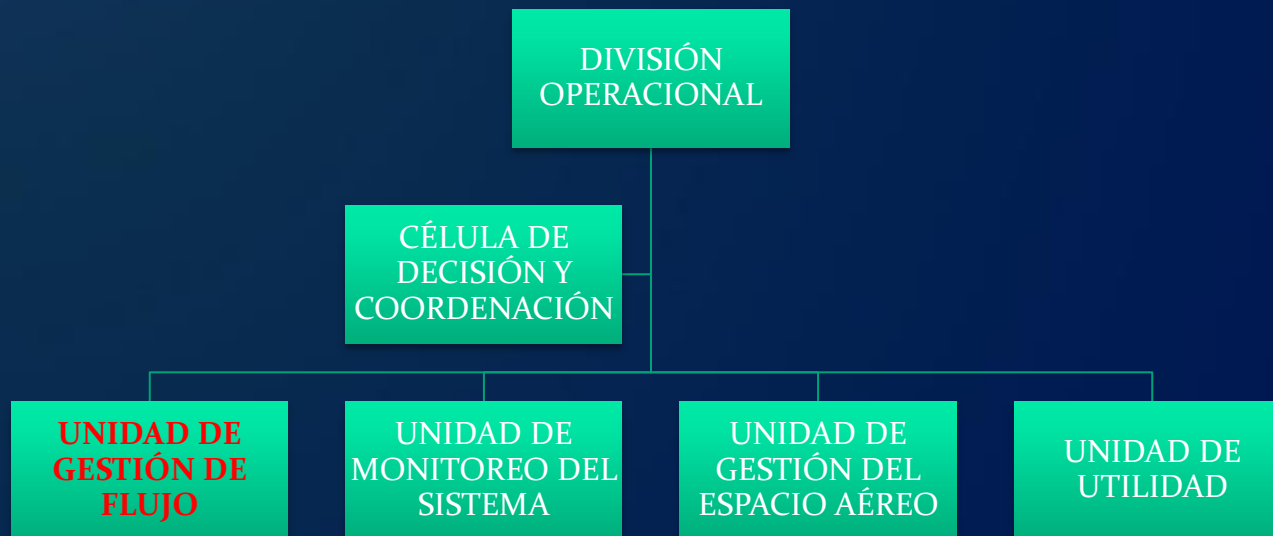 DIVISIÓN
OPERACIONAL
CÉLULA DE
DECISIÓN Y
COORDENACIÓN
UNIDAD DE
GESTIÓN DE
FLUJO
UNIDAD DE
MONITOREO DEL
SISTEMA
UNIDAD DE
GESTIÓN DEL
ESPACIO AÉREO
UNIDAD DE
UTILIDAD